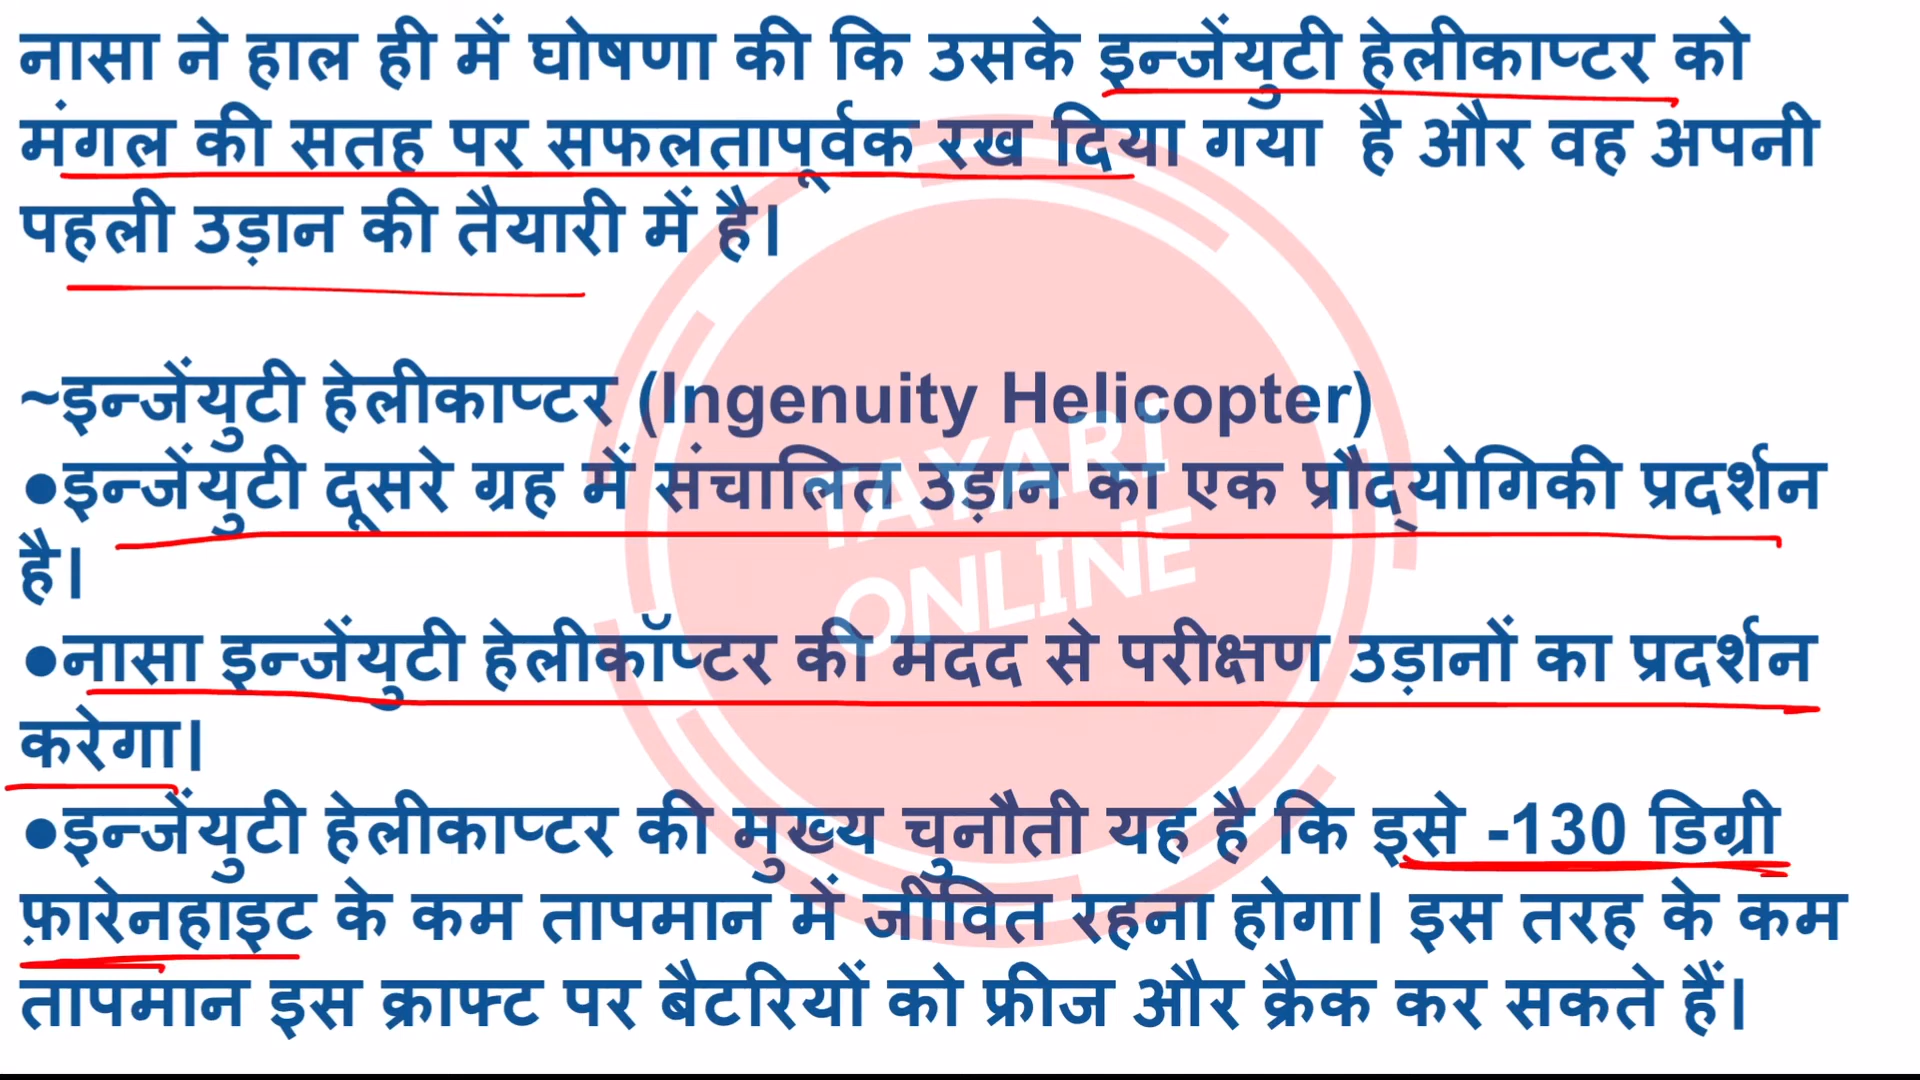 नासा ने हाल ही में घोषणा की कि उसके इन्जेंयुटी हेलीकाप्टर को
मंगल की सतह पर सफलतापूर्वक रख दिया गया है और वह अपनी
पहली उड़ान की तैयारी में है।
~इन्जेंयुटी हेलीकाप्टर (Ingenuity Helicopter)
●इन्जेंयुटी दूसरे ग्रह में संचालित उड़ान का एक प्रौद्योगिकी प्रदर्शन
है।
●नासा इन्जेंयुटी हेलीकॉप्टर की मदद से परीक्षण उड़ानों का प्रदर्शन
करेगा।
●इन्जेंयुटी हेलीकाप्टर की मुख्य चुनौती यह है कि इसे -130 डिग्री
फ़ारेनहाइट के कम तापमान में जीवित रहना होगा। इस तरह के कम
तापमान इस क्राफ्ट पर बैटरियों को फ्रीज और क्रैक कर सकते हैं।
TAYARI
ONLINE